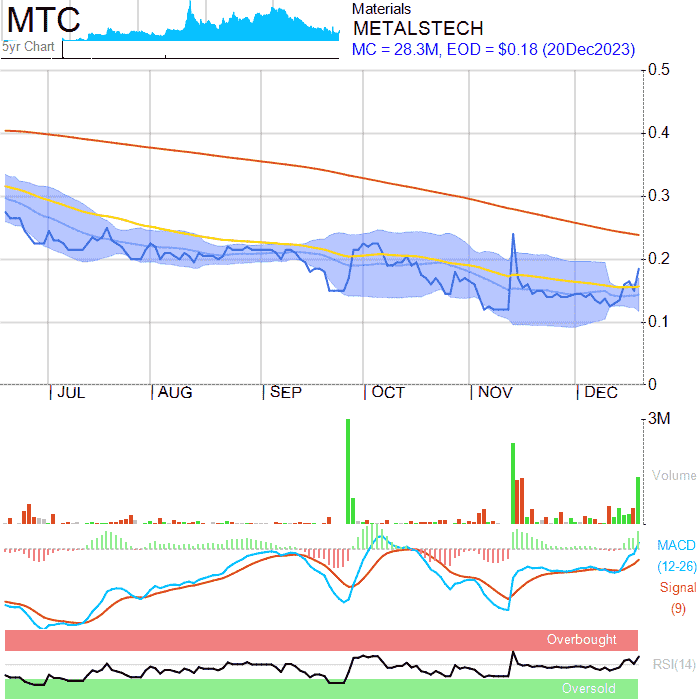 MTC
5yr Chart
Materials
METALSTECH
MC = 28.3M, EOD = $0.18 (20Dec2023)
0.5
0.4
0.3
0.2
0.1
0
JUL AUG SEP OCT NOV DEC
3M
Volume
MACD
(12-26)
Signal
(9)
Overbought
RSI(14)
Oversold